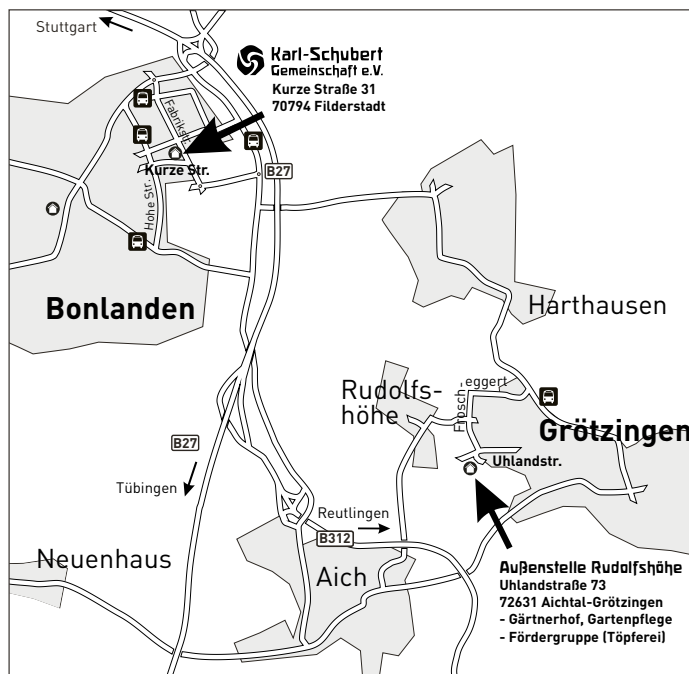 Stuttgart
Karl-Schubert
Gemeinschaft e.V.
Kurze Straße 31
70794 Filderstadt
Fabrikstr.
Kurze Str.
B27
Hohe Str.
Bonlanden
Harthausen
Rudolfs-
höhe
Frosch-
eggert
Grötzingen
Uhlandstr.
B27
Tübingen
Reutlingen
B312
Neuenhaus
Aich
Außenstelle Rudolfshöhe
Uhlandstraße 73
72631 Aichtal-Grötzingen
- Gärtnerhof, Gartenpflege
- Fördergruppe (Töpferei)